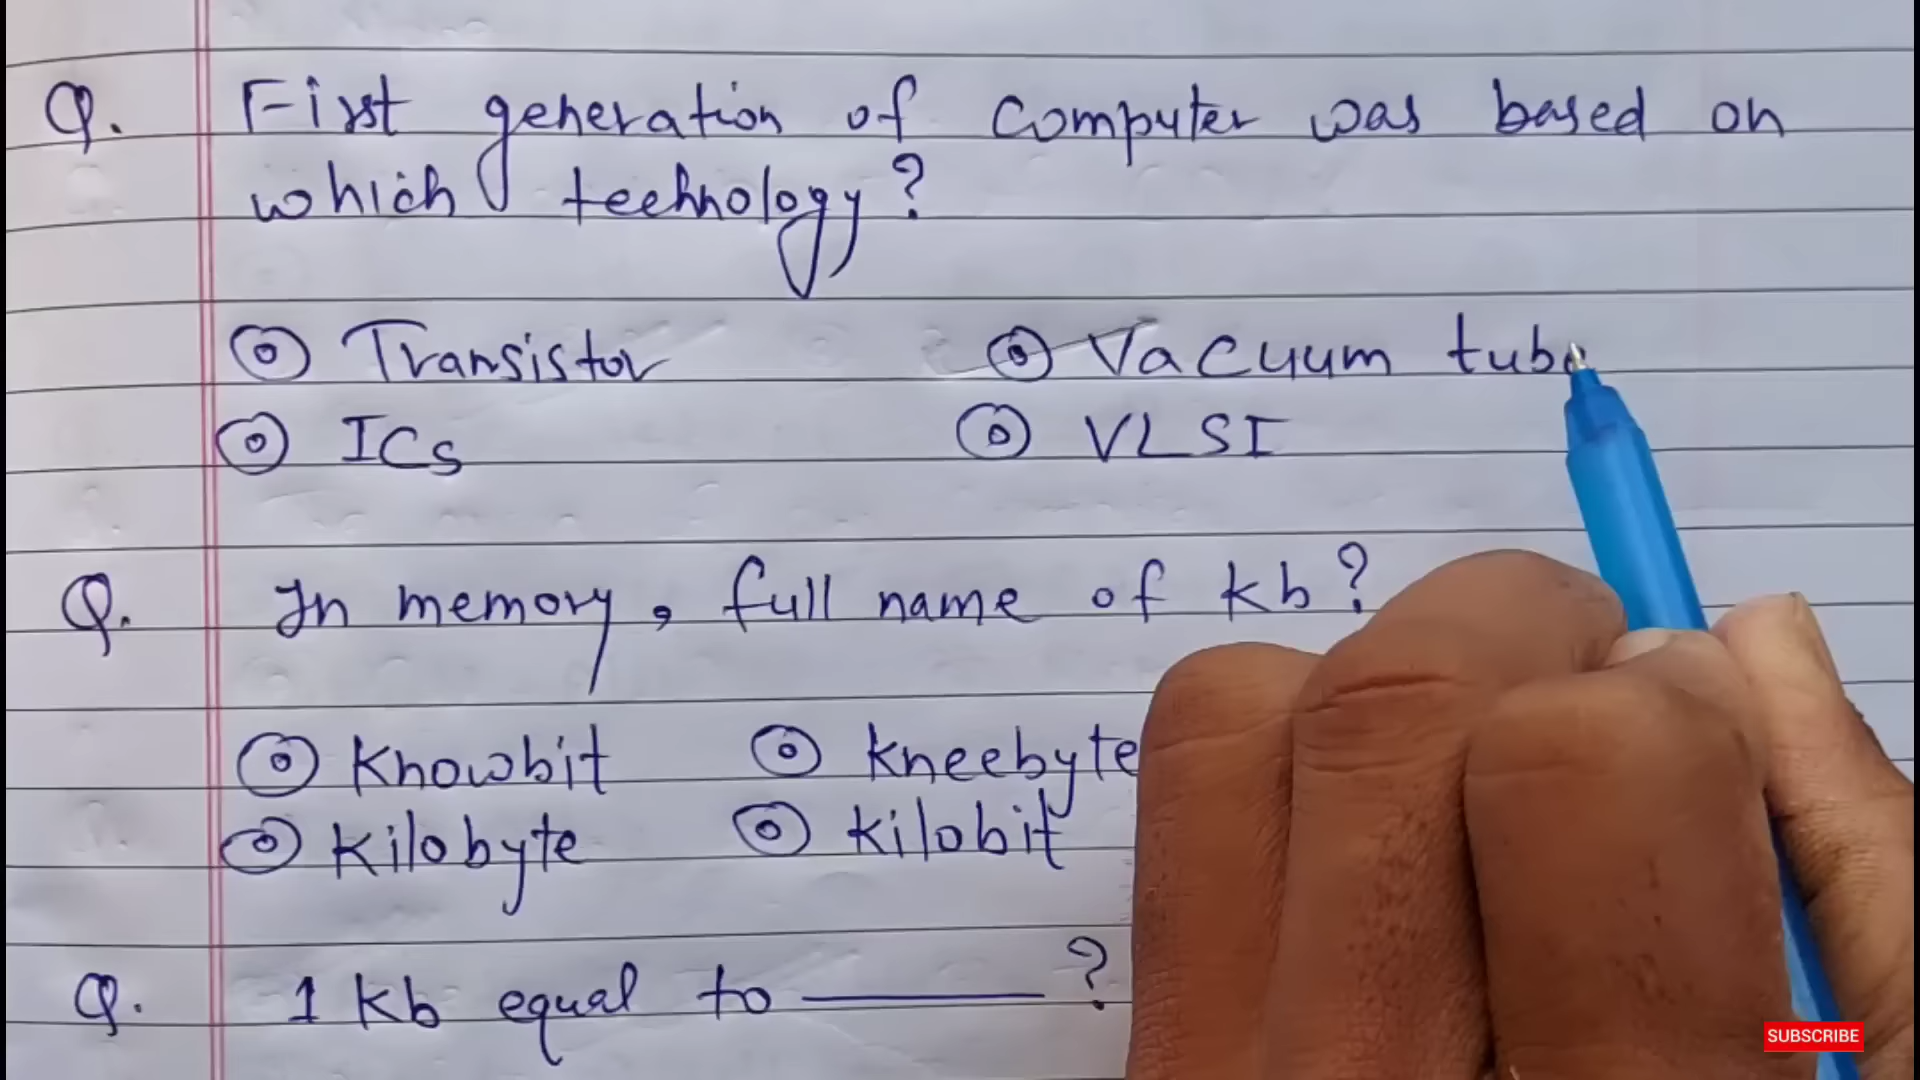 Q. First generation of computer was based on
which technology?
Transistor Vacuum tube
ICs VLSI
Q. In memory, full name of kb?
Knowbit Kneebyte
Kilobyte Kilobit
Q. 1 Kb equal to ———?
SUBSCRIBE